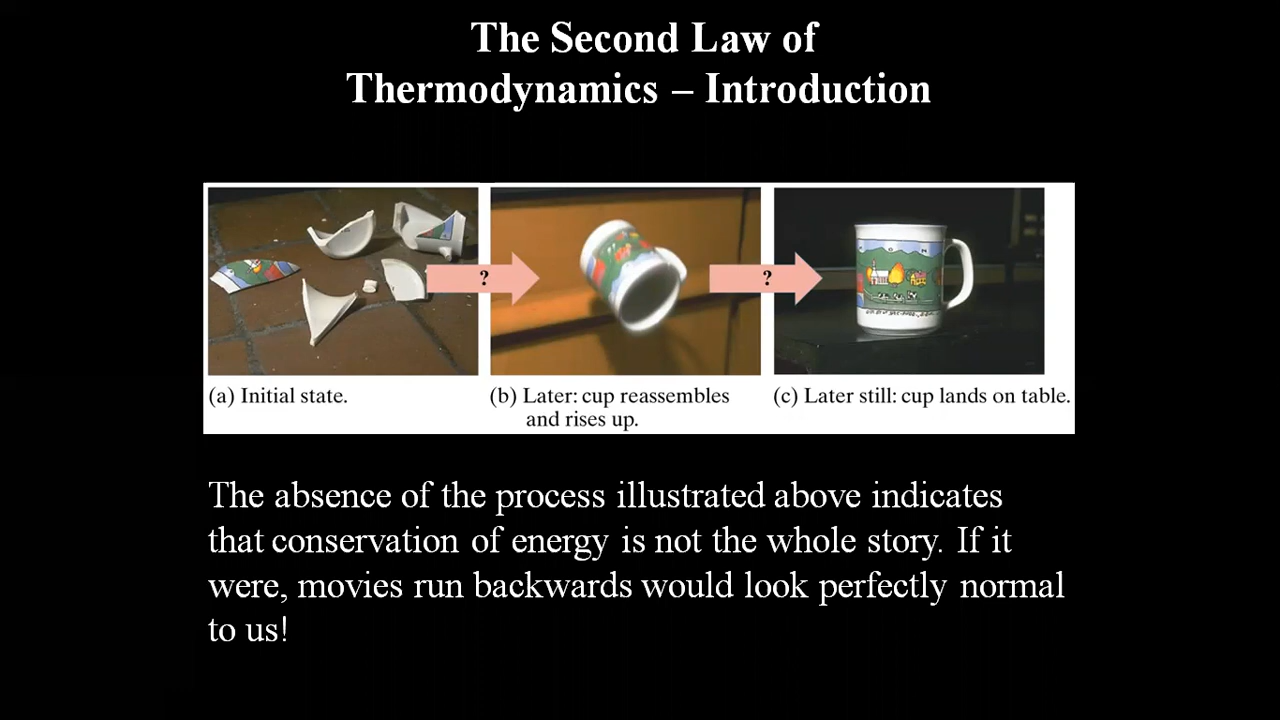 The Second Law of
Thermodynamics – Introduction
?
?
(a) Initial state.
(b) Later: cup reassembles
and rises up.
(c) Later still: cup lands on table.
The absence of the process illustrated above indicates
that conservation of energy is not the whole story. If it
were, movies run backwards would look perfectly normal
to us!